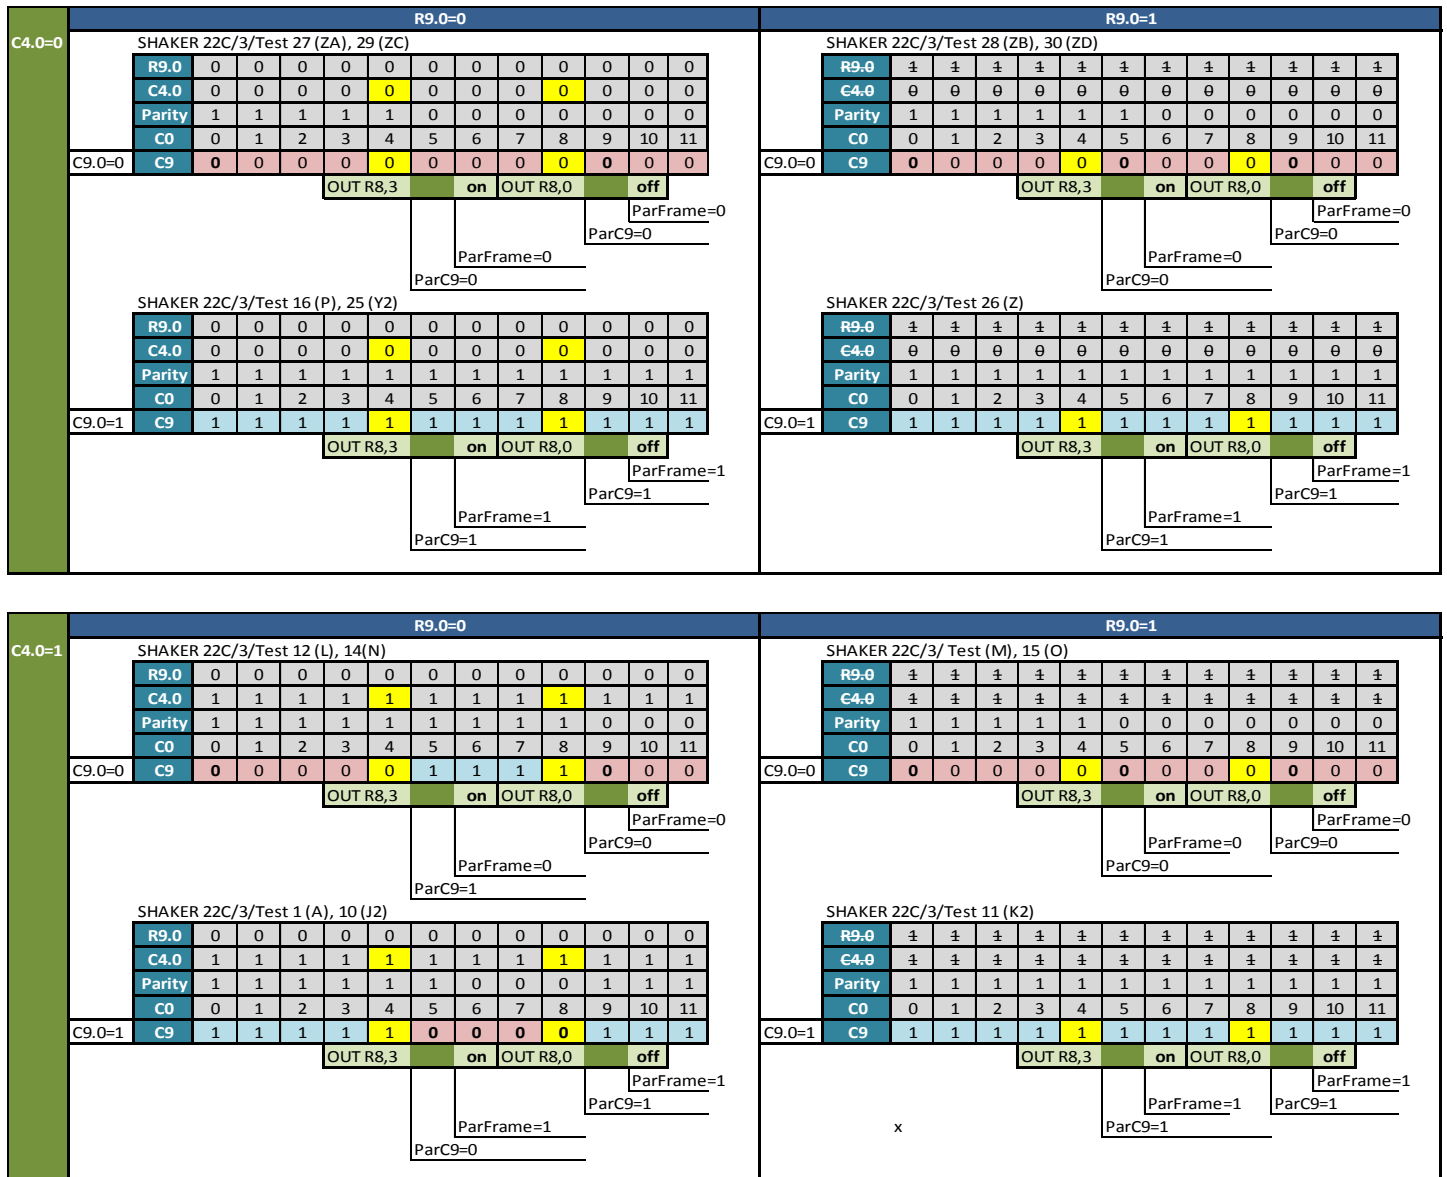 R9.0=0 R9.0=1
C4.0=0 SHAKER 22C/3/Test 27 (ZA), 29 (ZC) SHAKER 22C/3/Test 28 (ZB), 30 (ZD)
R9.0 0 0 0 0 0 0 0 0 0 0 0 0 R9.0 1 1 1 1 1 1 1 1 1 1 1 1
C4.0 0 0 0 0 0 0 0 0 0 0 0 0 C4.0 0 0 0 0 0 0 0 0 0 0 0 0
Parity 1 1 1 1 1 0 0 0 0 0 0 0 Parity 1 1 1 1 1 1 0 0 0 0 0 0
C0 0 1 2 3 4 5 6 7 8 9 10 11 C0 0 1 2 3 4 5 6 7 8 9 10 11
C9.0=0 C9 0 0 0 0 0 0 0 0 0 0 0 0 C9.0=0 C9 0 0 0 0 0 0 0 0 0 0 0 0
OUT R8,3 on OUT R8,0 off OUT R8,3 on OUT R8,0 off
ParFrame=0 ParFrame=0
ParC9=0 ParC9=0
ParFrame=0 ParFrame=0
ParC9=0 ParC9=0
SHAKER 22C/3/Test 16 (P), 25 (Y2) SHAKER 22C/3/Test 26 (Z)
R9.0 0 0 0 0 0 0 0 0 0 0 0 0 R9.0 1 1 1 1 1 1 1 1 1 1 1 1
C4.0 0 0 0 0 0 0 0 0 0 0 0 0 C4.0 0 0 0 0 0 0 0 0 0 0 0 0
Parity 1 1 1 1 1 1 1 1 1 1 1 1 Parity 1 1 1 1 1 1 1 1 1 1 1 1
C0 0 1 2 3 4 5 6 7 8 9 10 11 C0 0 1 2 3 4 5 6 7 8 9 10 11
C9.0=1 C9 1 1 1 1 1 1 1 1 1 1 1 1 C9.0=1 C9 1 1 1 1 1 1 1 1 1 1 1 1
OUT R8,3 on OUT R8,0 off OUT R8,3 on OUT R8,0 off
ParFrame=1 ParFrame=1
ParC9=1 ParC9=1
ParFrame=1 ParFrame=1
ParC9=1 ParC9=1
R9.0=0 R9.0=1
C4.0=1 SHAKER 22C/3/Test 12 (L), 14(N) SHAKER 22C/3/ Test (M), 15 (O)
R9.0 0 0 0 0 0 0 0 0 0 0 0 0 R9.0 1 1 1 1 1 1 1 1 1 1 1 1
C4.0 1 1 1 1 1 1 1 1 1 1 1 1 C4.0 1 1 1 1 1 1 1 1 1 1 1 1
Parity 1 1 1 1 1 1 1 1 1 0 0 0 Parity 1 1 1 1 1 0 0 0 0 0 0 0
C0 0 1 2 3 4 5 6 7 8 9 10 11 C0 0 1 2 3 4 5 6 7 8 9 10 11
C9.0=0 C9 0 0 0 0 0 1 1 1 1 0 0 0 C9.0=0 C9 0 0 0 0 0 0 0 0 0 0 0 0
OUT R8,3 on OUT R8,0 off OUT R8,3 on OUT R8,0 off
ParFrame=0 ParFrame=0
ParC9=0 ParFrame=0 ParC9=0
ParFrame=0 ParC9=0
ParC9=1
SHAKER 22C/3/Test 1 (A), 10 (J2) SHAKER 22C/3/Test 11 (K2)
R9.0 0 0 0 0 0 0 0 0 0 0 0 0 R9.0 1 1 1 1 1 1 1 1 1 1 1 1
C4.0 1 1 1 1 1 1 1 1 1 1 1 1 C4.0 1 1 1 1 1 1 1 1 1 1 1 1
Parity 1 1 1 1 1 1 0 0 0 1 1 1 Parity 1 1 1 1 1 1 1 1 1 1 1 1
C0 0 1 2 3 4 5 6 7 8 9 10 11 C0 0 1 2 3 4 5 6 7 8 9 10 11
C9.0=1 C9 1 1 1 1 1 0 0 0 0 1 1 1 C9.0=1 C9 1 1 1 1 1 1 1 1 1 1 1 1
OUT R8,3 on OUT R8,0 off OUT R8,3 on OUT R8,0 off
ParFrame=1 ParFrame=1
ParC9=1 ParFrame=1 ParC9=1
ParFrame=1 x ParC9=1
ParC9=0